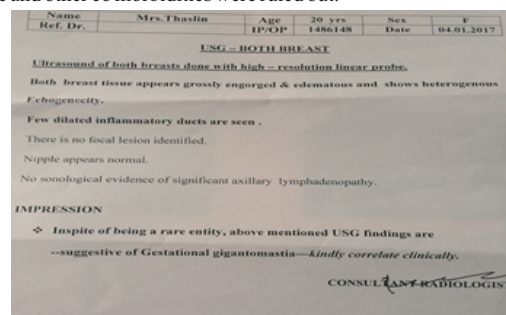 Name Mrs.Thaslin Age 20 yrs Sex F
Ref. Dr. IP/OP 1486148 Date 04.01.2017
USG – BOTH BREAST
Ultrasound of both breasts done with high – resolution linear probe.
Both breast tissue appears grossly engorged & edematous and shows heterogenous
Echogenecity.
Few dilated inflammatory ducts are seen .
There is no focal lesion identified.
Nipple appears normal.
No sonological evidence of significant axillary lymphadenopathy.
IMPRESSION
❖ Inspite of being a rare entity, above mentioned USG findings are
--suggestive of Gestational gigantomastia—kindly correlate clinically.
CONSULTANT RADIOLOGIS